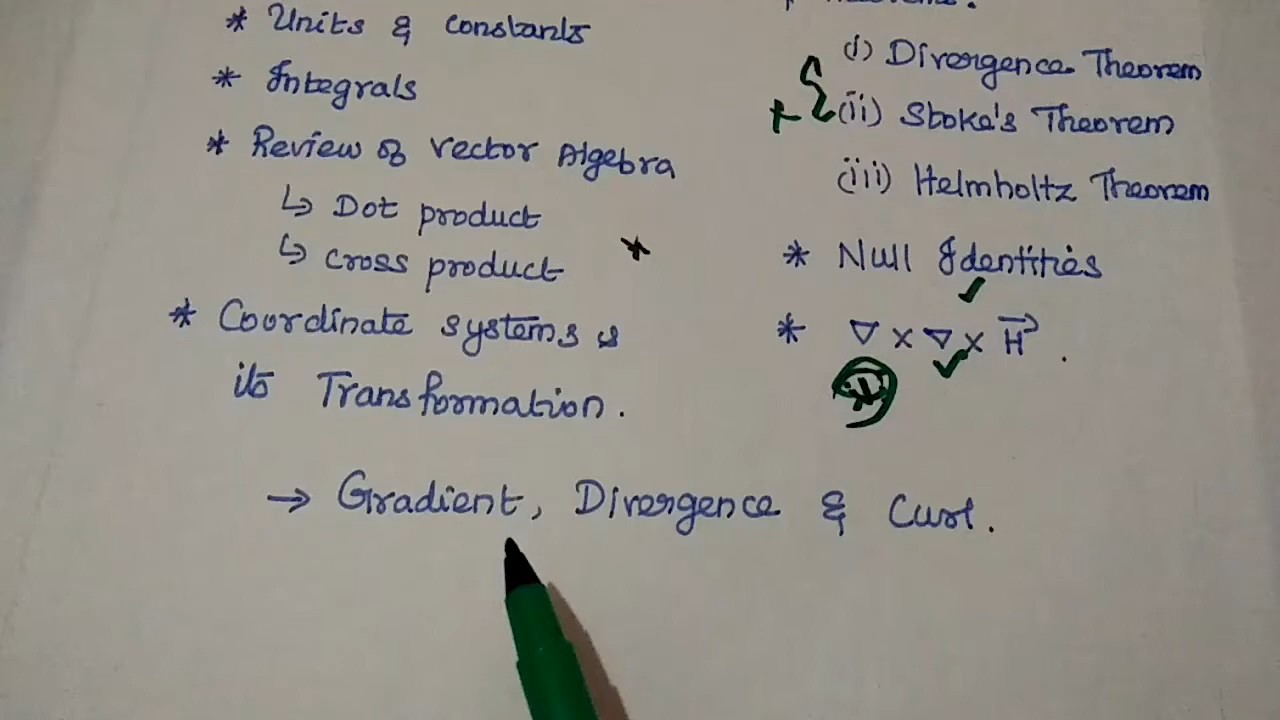 * Units & constants
* Integrals
* Review of vector Algebra
↳ Dot product
↳ cross product *
* Coordinate systems &
its Transformation.
(i) Divergence Theorem
(ii) Stoke's Theorem
(iii) Helmholtz Theorem
* Null Identities
* ∇ × ∇ × H⃗ .
→ Gradient, Divergence & Curl.